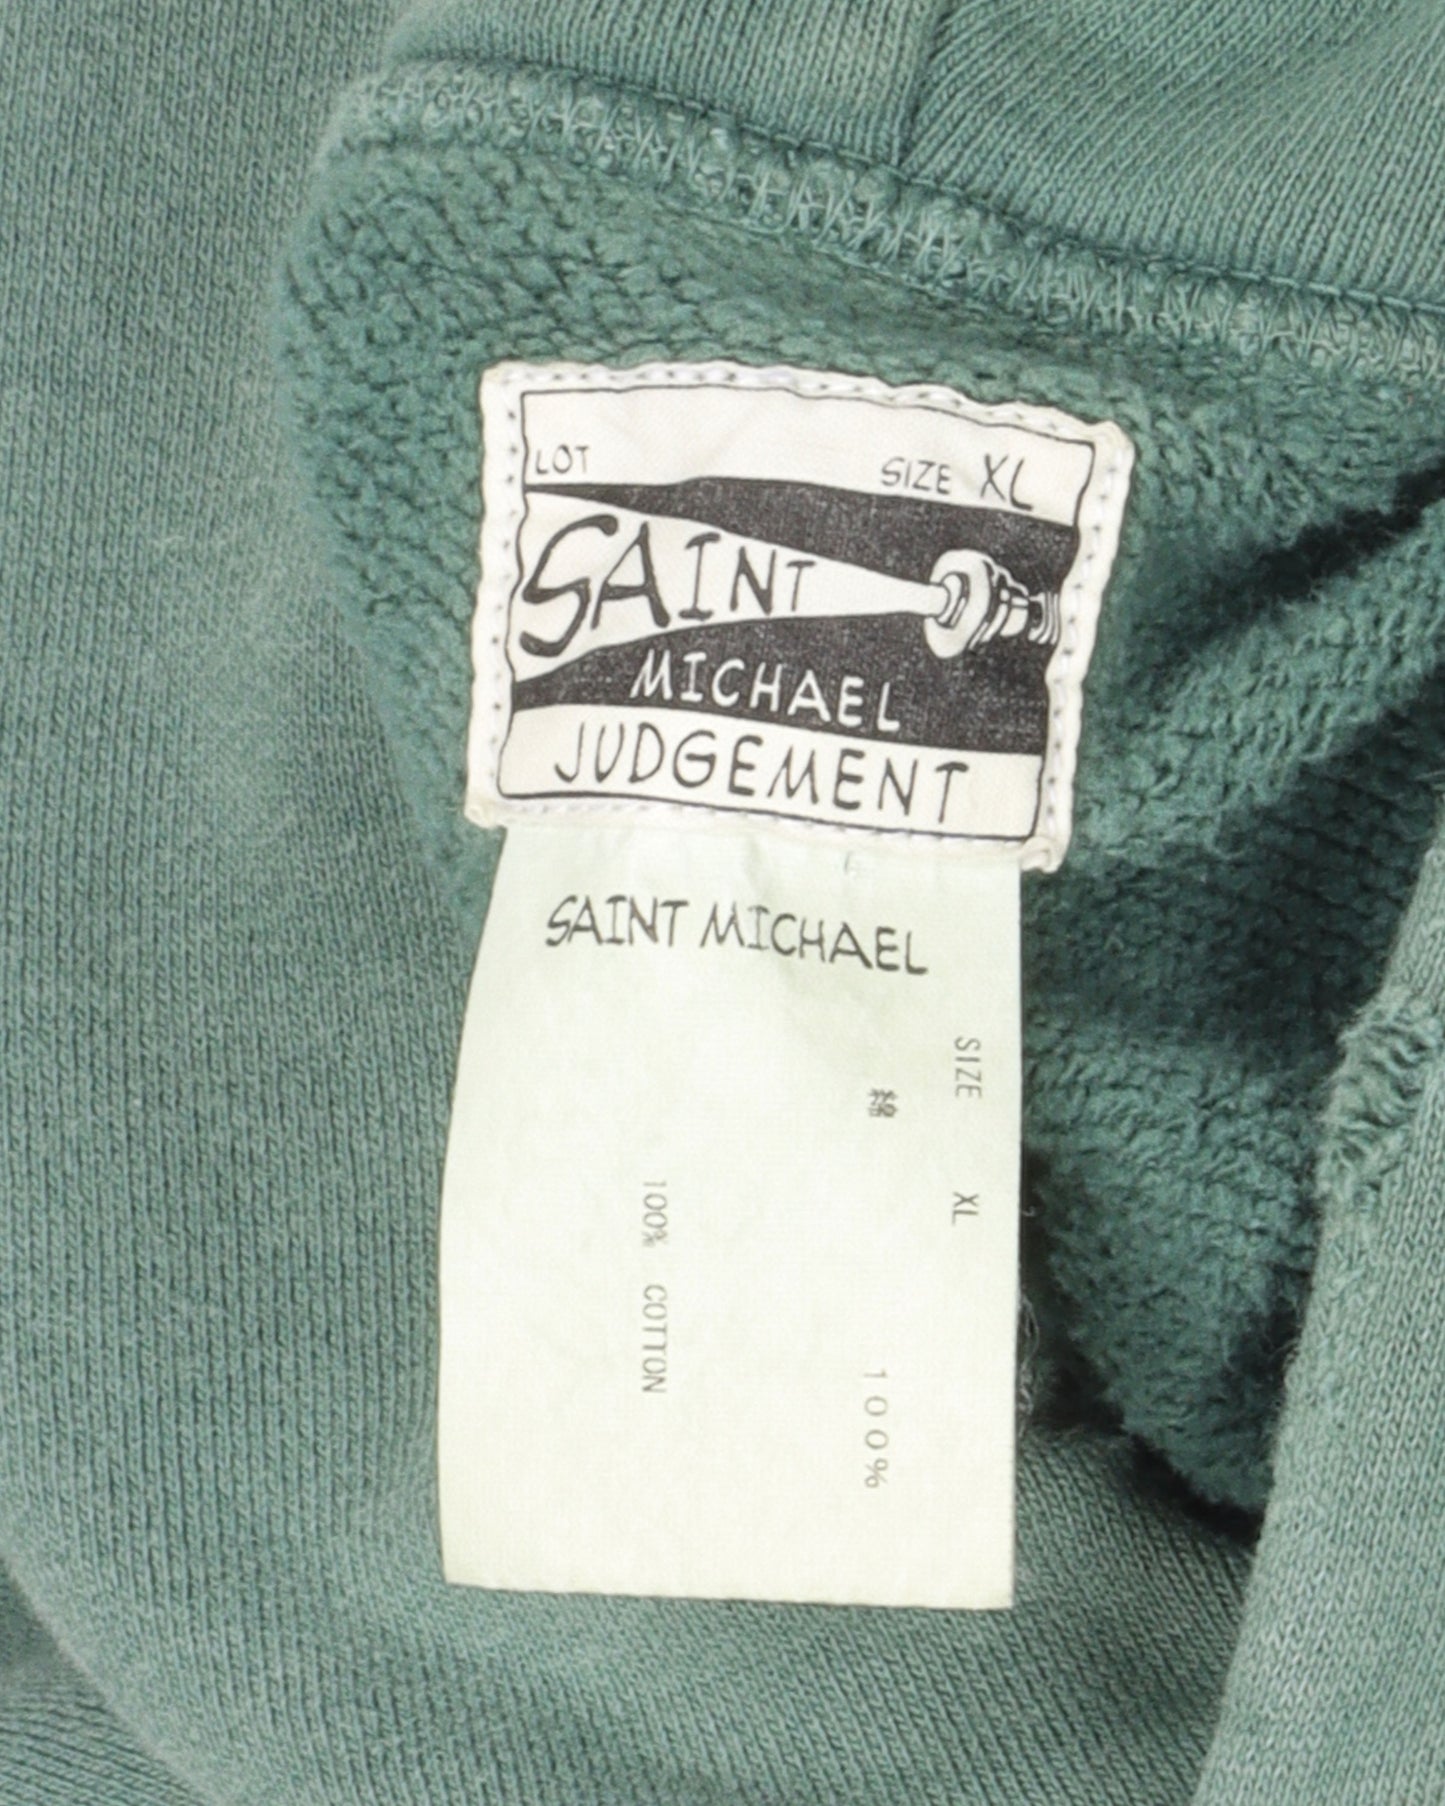 LOT SIZE XL
SAINT
MICHAEL
JUDGEMENT
SAINT MICHAEL
SIZE XL
綿 100%
100% COTTON